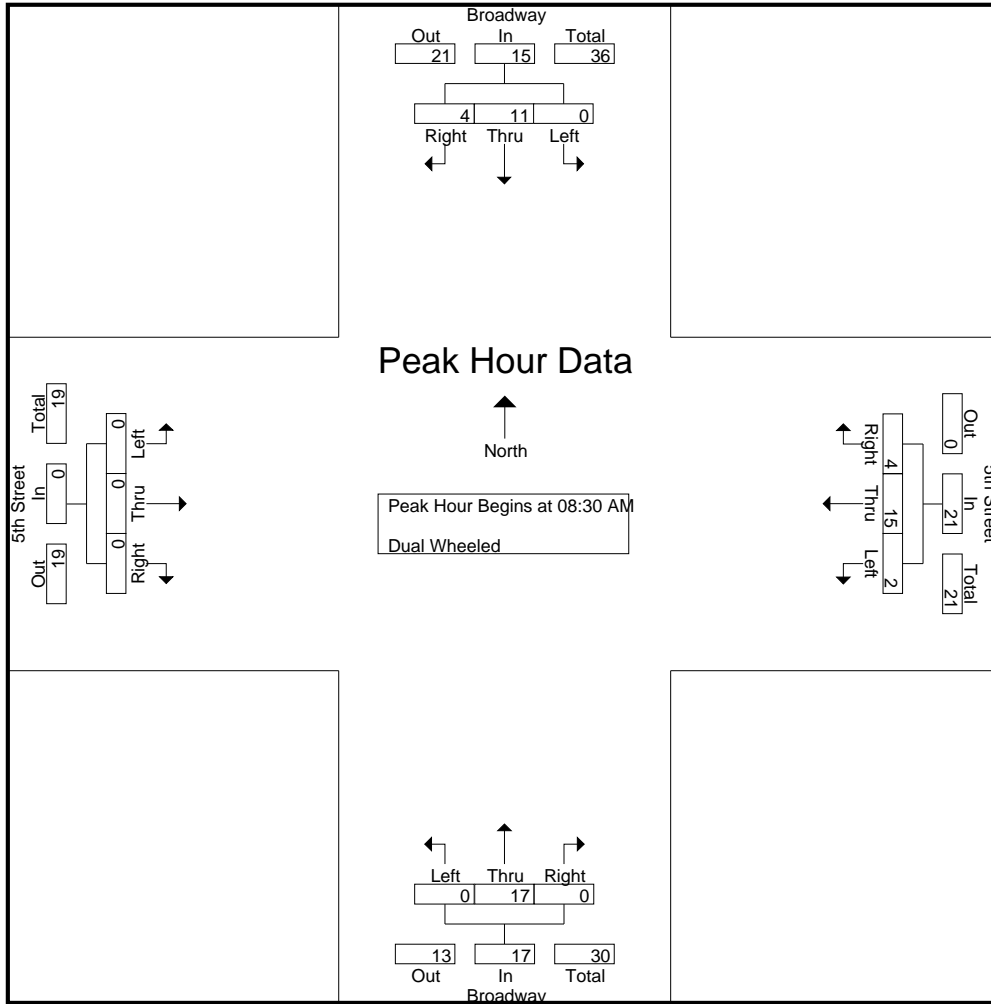 Broadway
Out In Total
21 15 36
4 11 0
Right Thru Left
Peak Hour Data
North
Peak Hour Begins at 08:30 AM
Dual Wheeled
5th Street
Out In Total
19 0 19
0 0 0
Right Thru Left
5th Street
Out In Total
0 21 21
4 15 2
Right Thru Left
Left Thru Right
0 17 0
13 17 30
Out In Total
Broadway